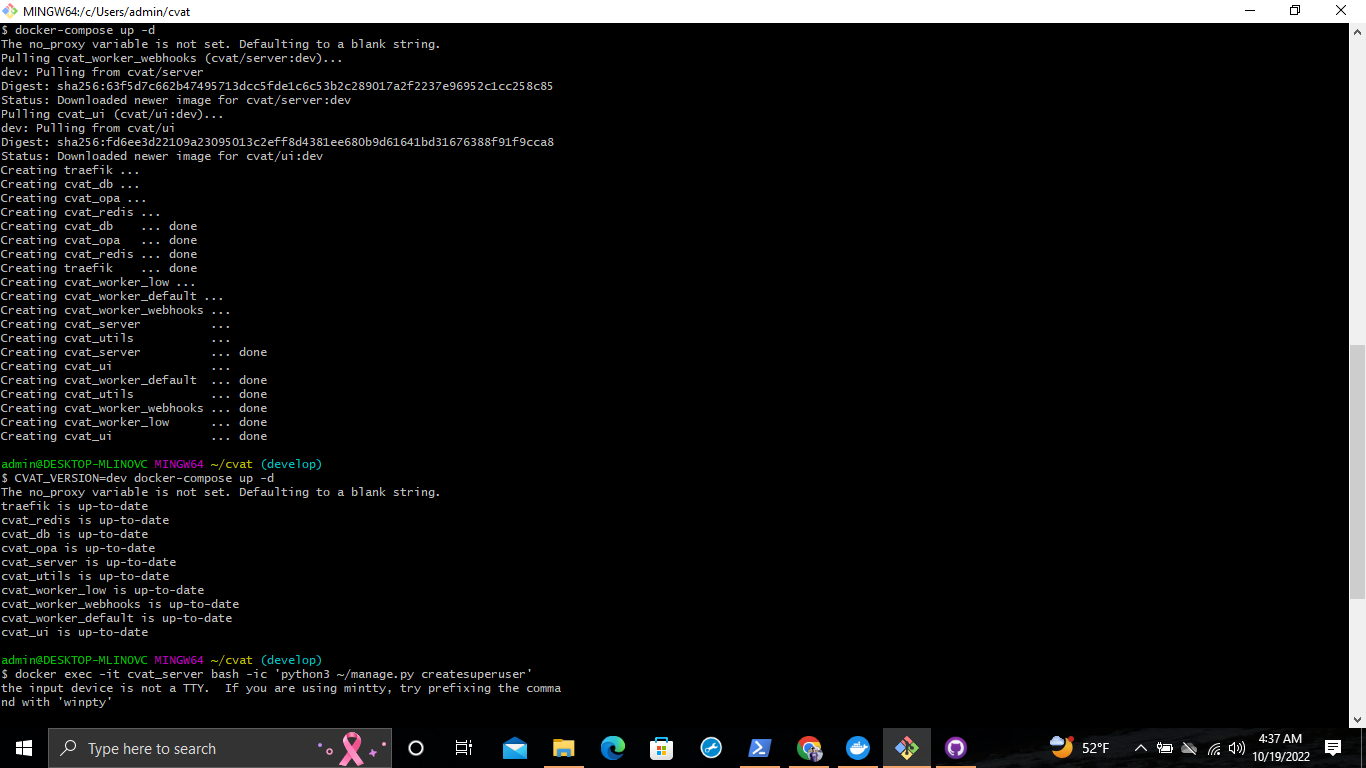 MINGW64:/c/Users/admin/cvat
$ docker-compose up -d
The no_proxy variable is not set. Defaulting to a blank string.
Pulling cvat_worker_webhooks (cvat/server:dev)...
dev: Pulling from cvat/server
Digest: sha256:63f5d7c662b47495713dcc5fde1c6c53b2c289017a2f2237e96952c1cc258c85
Status: Downloaded newer image for cvat/server:dev
Pulling cvat_ui (cvat/ui:dev)...
dev: Pulling from cvat/ui
Digest: sha256:fd6ee3d22109a23095013c2eff8d4381ee680b9d61641bd31676388f91f9cca8
Status: Downloaded newer image for cvat/ui:dev
Creating traefik ...
Creating cvat_db ...
Creating cvat_opa ...
Creating cvat_redis ...
Creating cvat_db    ... done
Creating cvat_opa   ... done
Creating cvat_redis ... done
Creating traefik    ... done
Creating cvat_worker_low ...
Creating cvat_worker_default ...
Creating cvat_worker_webhooks ...
Creating cvat_server          ...
Creating cvat_utils           ...
Creating cvat_server          ... done
Creating cvat_ui              ...
Creating cvat_worker_default  ... done
Creating cvat_utils           ... done
Creating cvat_worker_webhooks ... done
Creating cvat_worker_low      ... done
Creating cvat_ui              ... done
admin@DESKTOP-MLINOVC MINGW64 ~/cvat (develop)
$ CVAT_VERSION=dev docker-compose up -d
The no_proxy variable is not set. Defaulting to a blank string.
traefik is up-to-date
cvat_redis is up-to-date
cvat_db is up-to-date
cvat_opa is up-to-date
cvat_server is up-to-date
cvat_utils is up-to-date
cvat_worker_low is up-to-date
cvat_worker_webhooks is up-to-date
cvat_worker_default is up-to-date
cvat_ui is up-to-date
admin@DESKTOP-MLINOVC MINGW64 ~/cvat (develop)
$ docker exec -it cvat_server bash -ic 'python3 ~/manage.py createsuperuser'
the input device is not a TTY.  If you are using mintty, try prefixing the comma
nd with 'winpty'
Type here to search
52°F
4:37 AM
10/19/2022